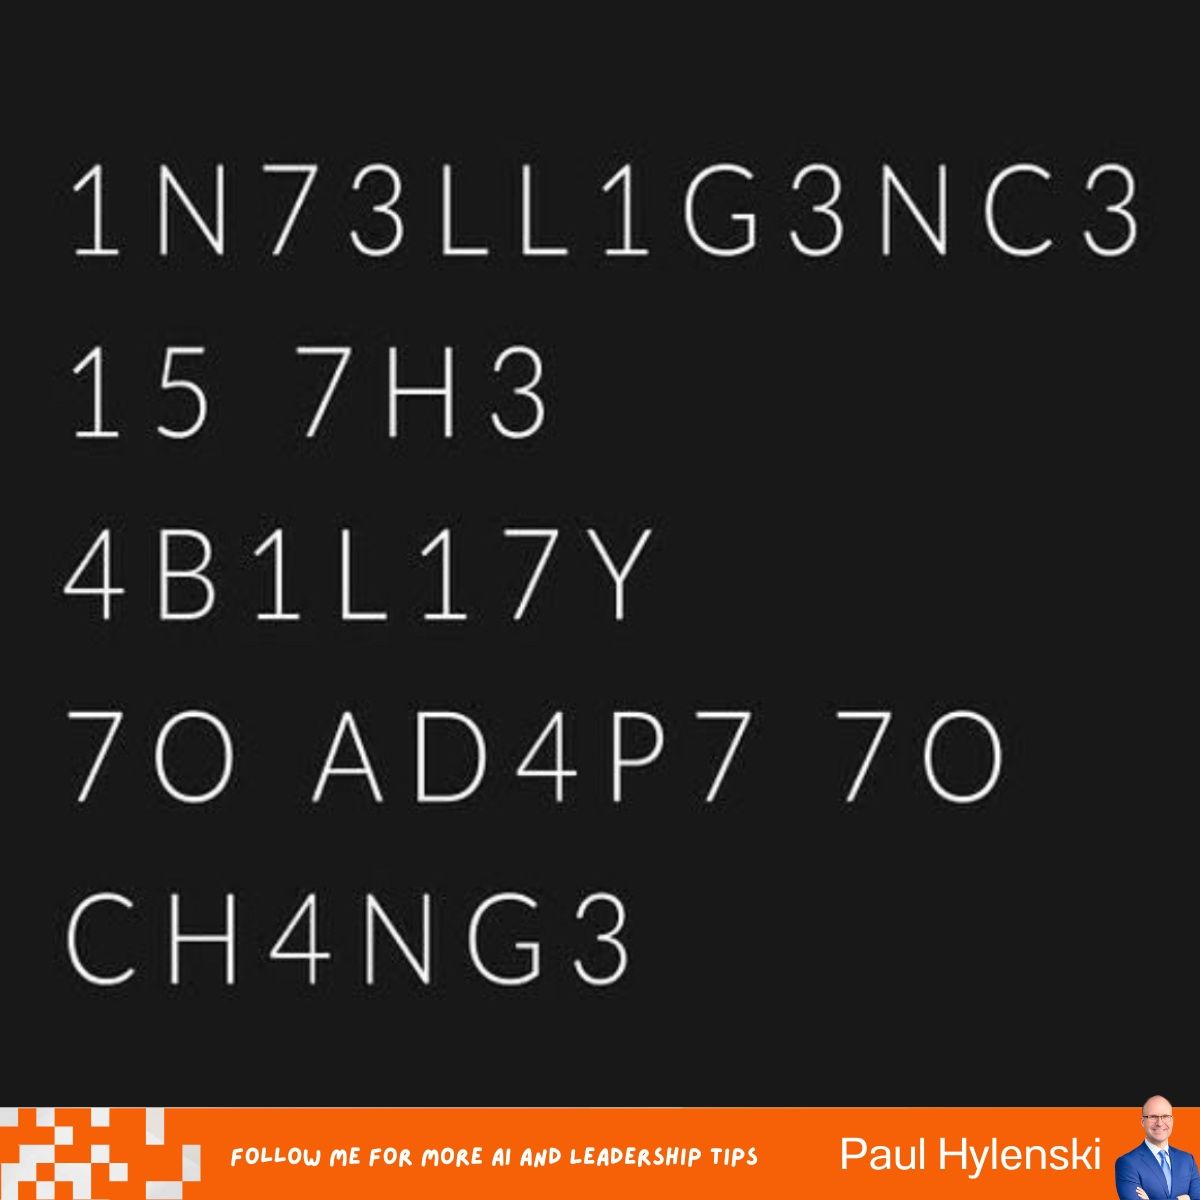 1N73LL1G3NC3
15 7H3
4B1L17Y
7O AD4P7 7O
CH4NG3
FOLLOW ME FOR MORE AI AND LEADERSHIP TIPS
Paul Hylenski